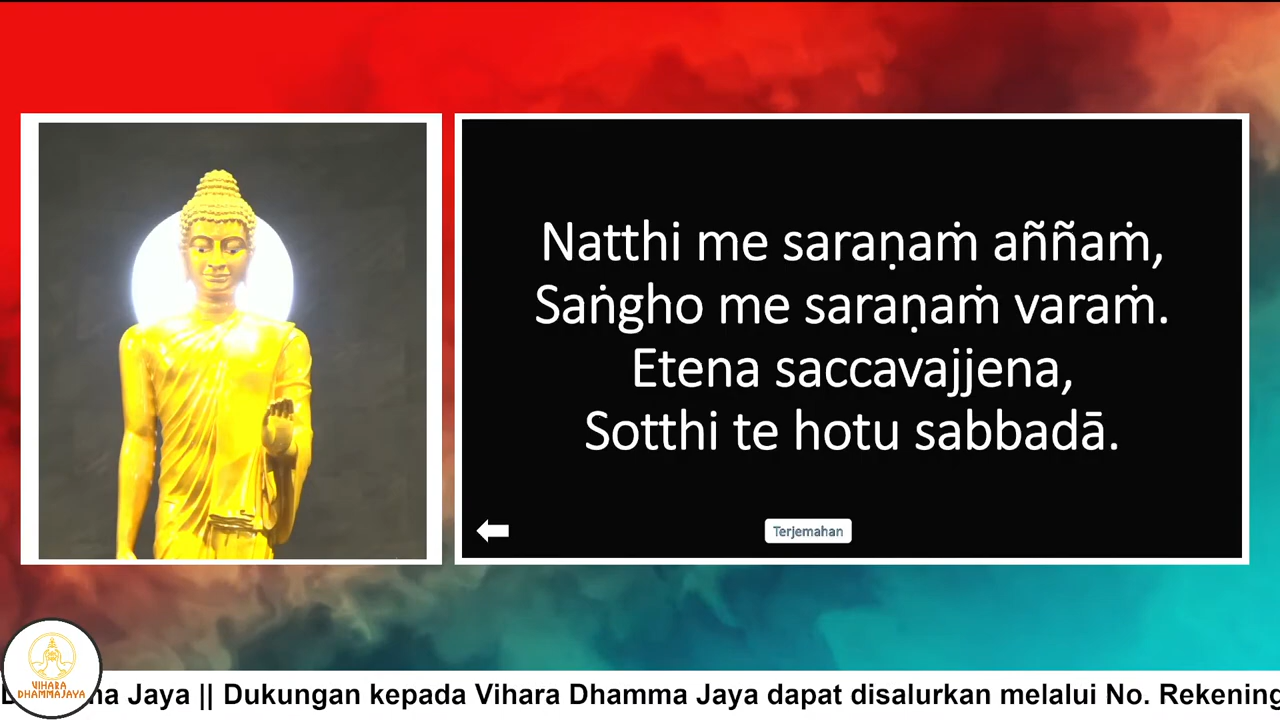 Natthi me saraṇaṁ aññaṁ,
Saṅgho me saraṇaṁ varaṁ.
Etena saccavajjena,
Sotthi te hotu sabbadā.
Terjemahan
VIHARA
DHAMMAJAYA
na Jaya || Dukungan kepada Vihara Dhamma Jaya dapat disalurkan melalui No. Rekening